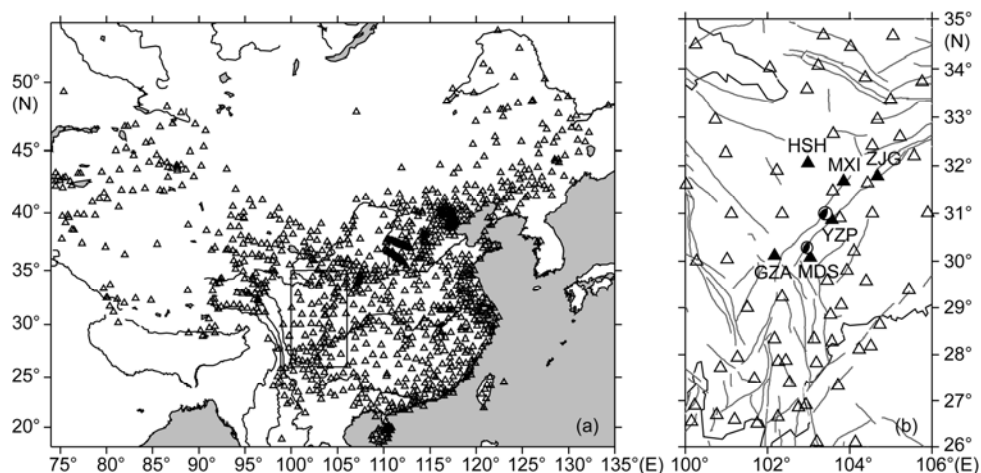 50°
(N)
45°
40°
35°
30°
25°
20°
(a)
75° 80° 85° 90° 95° 100° 105° 110° 115° 120° 125° 130° 135°(E)
35°
(N)
34°
33°
HSH
MXI
ZJG
32°
31°
YZP
30°
GZA MDS
29°
28°
27°
(b)
26°
100° 102° 104° 106°(E)